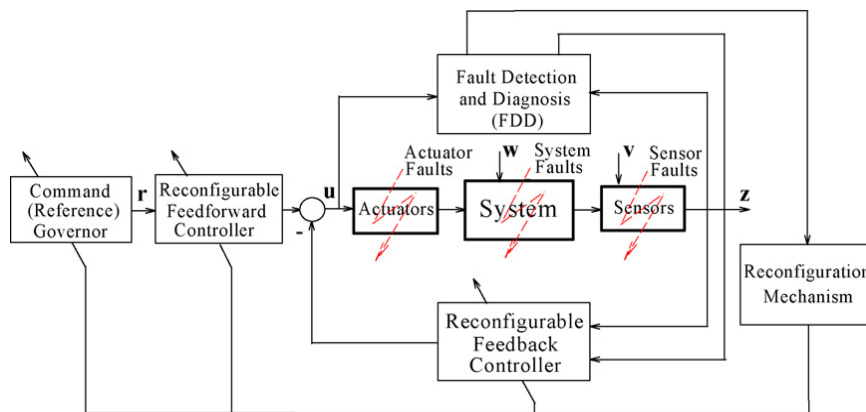 Fault Detection
and Diagnosis
(FDD)
Actuator
Faults
w
System
Faults
v
Sensor
Faults
Command
(Reference)
Governor
r
Reconfigurable
Feedforward
Controller
-
u
Actuators
System
Sensors
z
Reconfiguration
Mechanism
Reconfigurable
Feedback
Controller